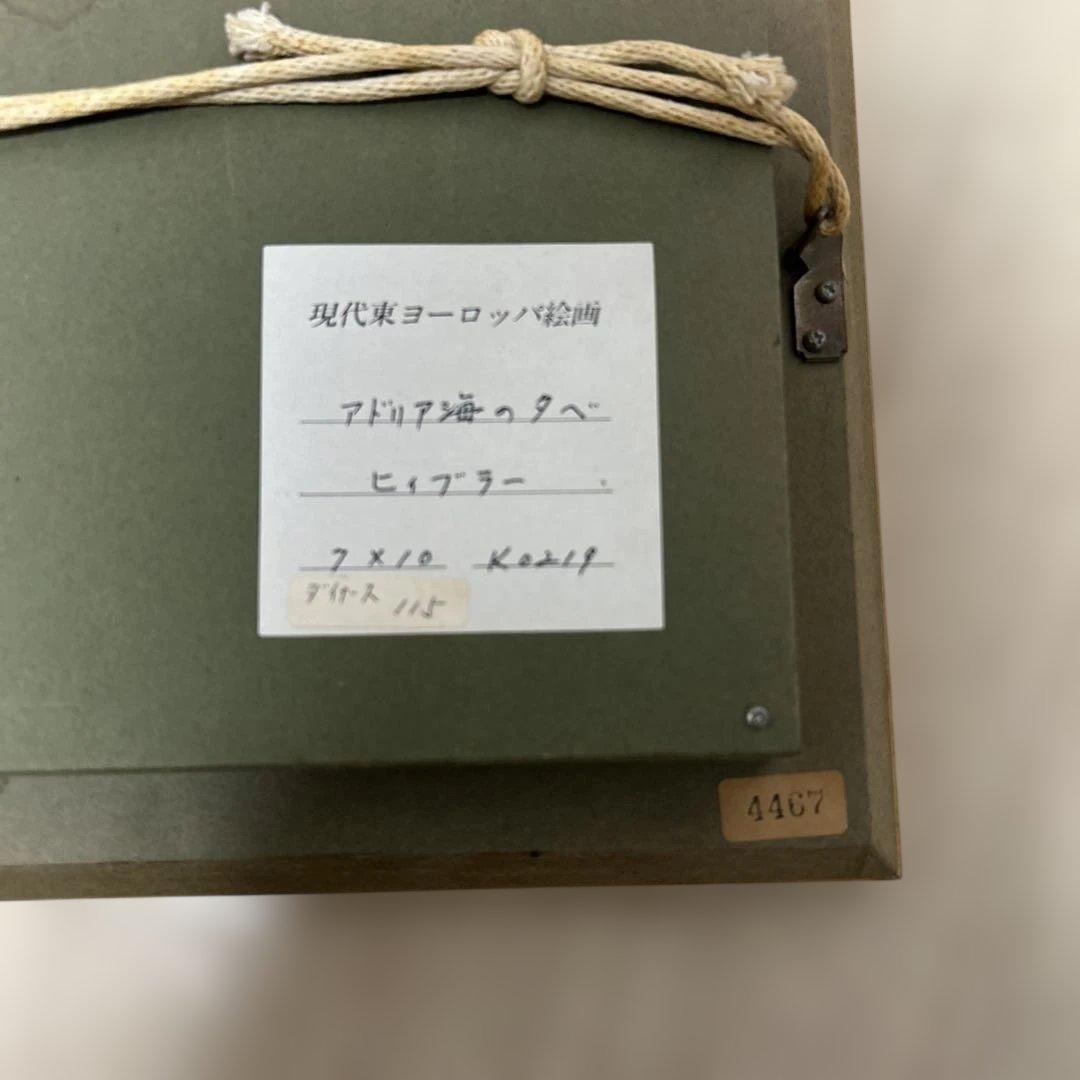 現代東ヨーロッパ絵画
アドリア海の夕べ
ヒィブラー
7×10 K0219
ダイオース 115
4467